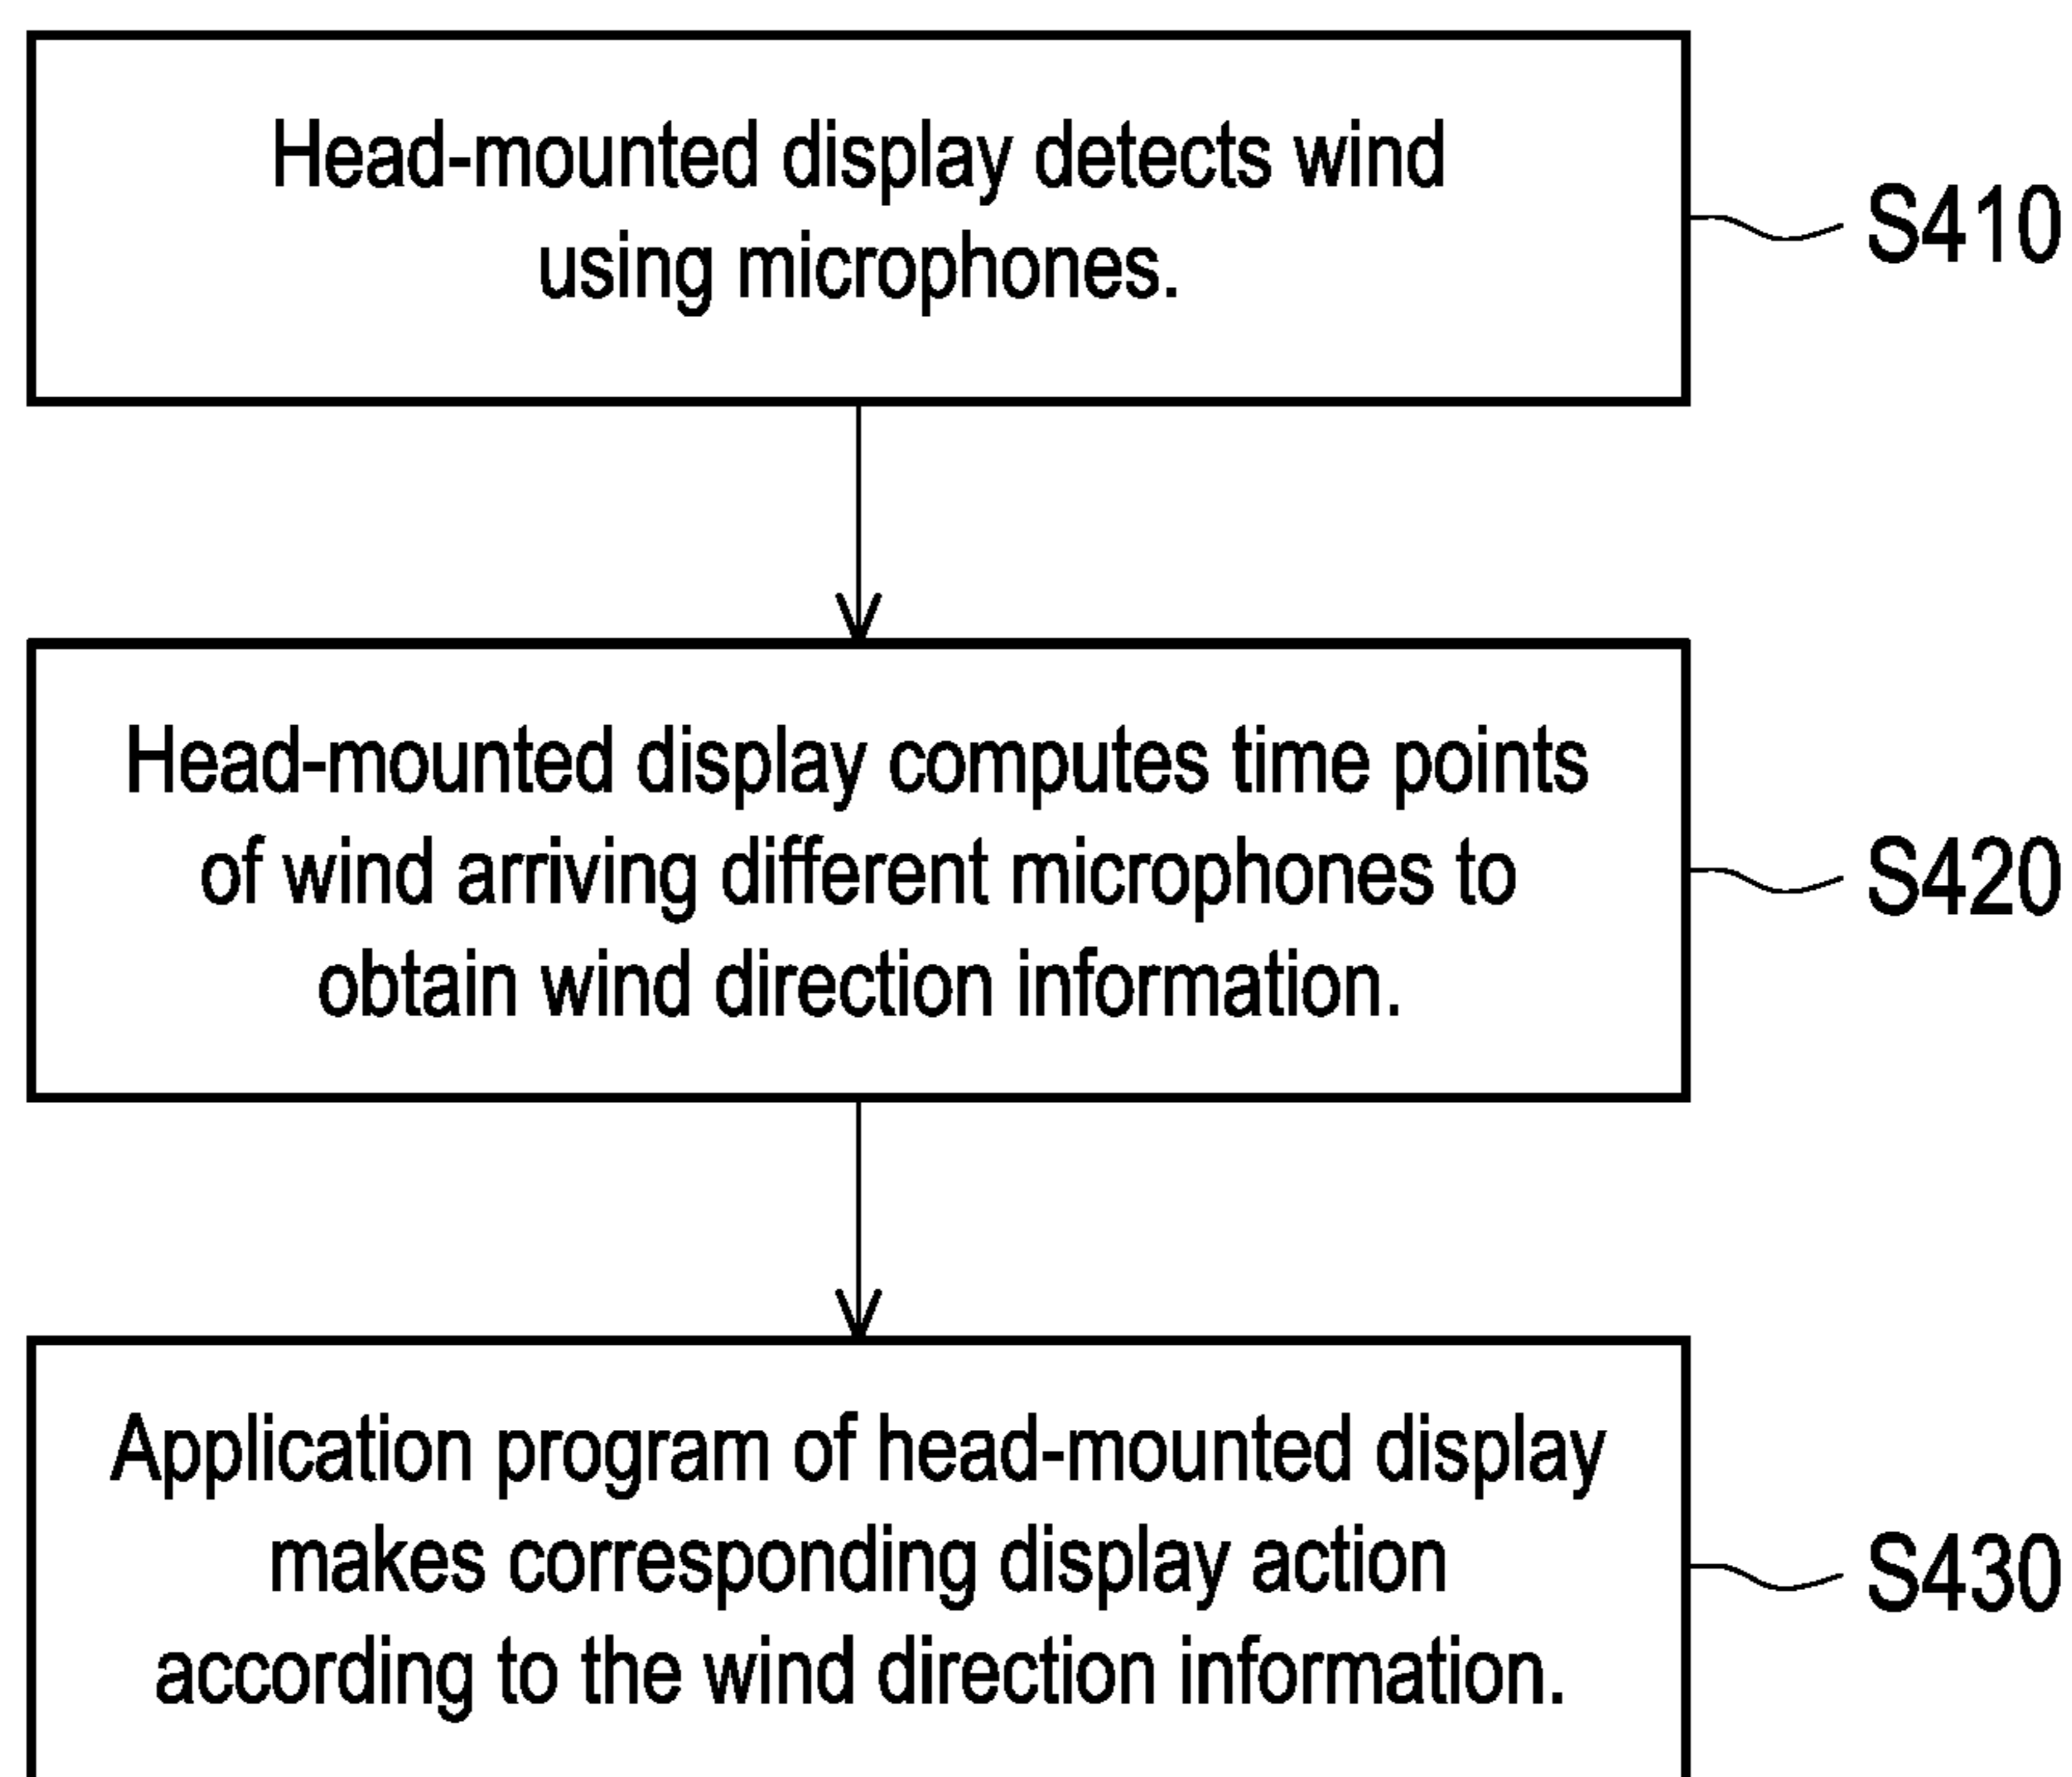 Head-mounted display detects wind
using microphones.
S410
Head-mounted display computes time points
of wind arriving different microphones to
obtain wind direction information.
S420
Application program of head-mounted display
makes corresponding display action
according to the wind direction information.
S430